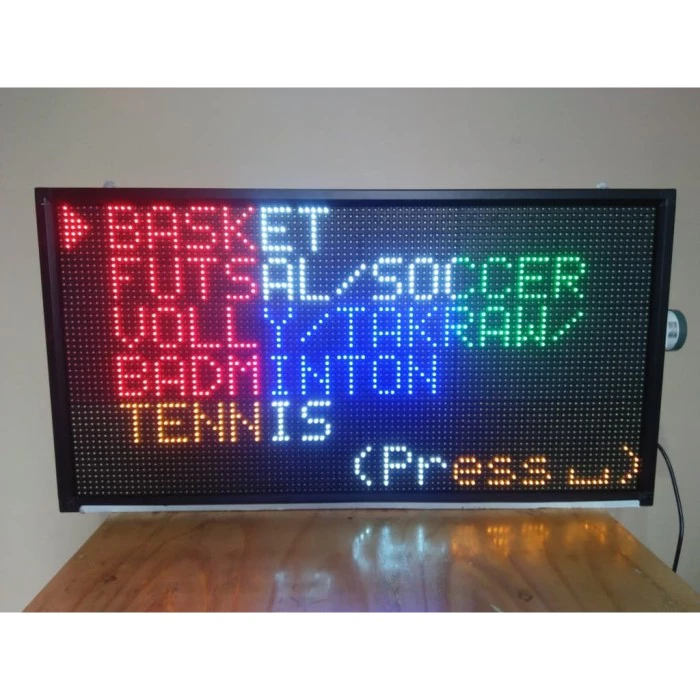 BASKET
FUTSAL/SOCCER
VOLLY/TAKRAW/
BADMINTON
TENNIS
(Press ⎵)